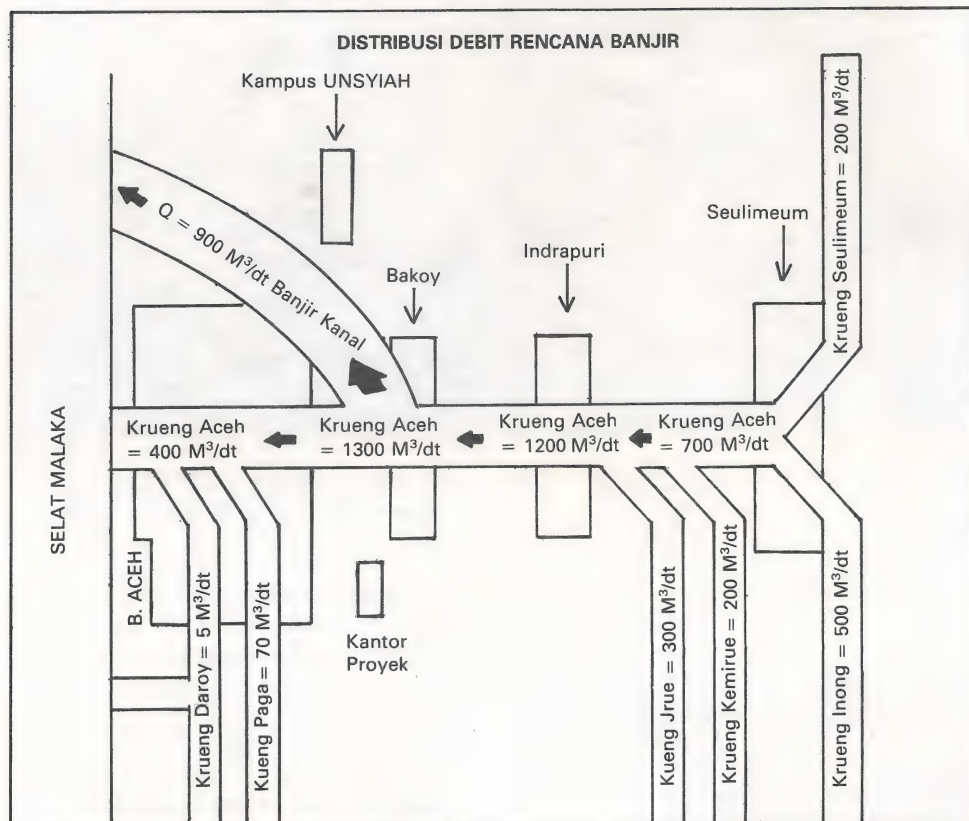 DISTRIBUSI DEBIT RENCANA BANJIR
Kampus UNSYIAH
Krueng Seulimeum = 200 M³/dt
Seulimeum
Q = 900 M³/dt Banjir Kanal
Bakoy
Indrapuri
Krueng Aceh
= 400 M³/dt
Krueng Aceh
= 1300 M³/dt
Krueng Aceh
= 1200 M³/dt
Krueng Aceh
= 700 M³/dt
SELAT MALAKA
B. ACEH
Krueng Daroy = 5 M³/dt
Kueng Paga = 70 M³/dt
Kantor
Proyek
Kueng Jrue = 300 M³/dt
Krueng Kemirue = 200 M³/dt
Krueng Inong = 500 M³/dt